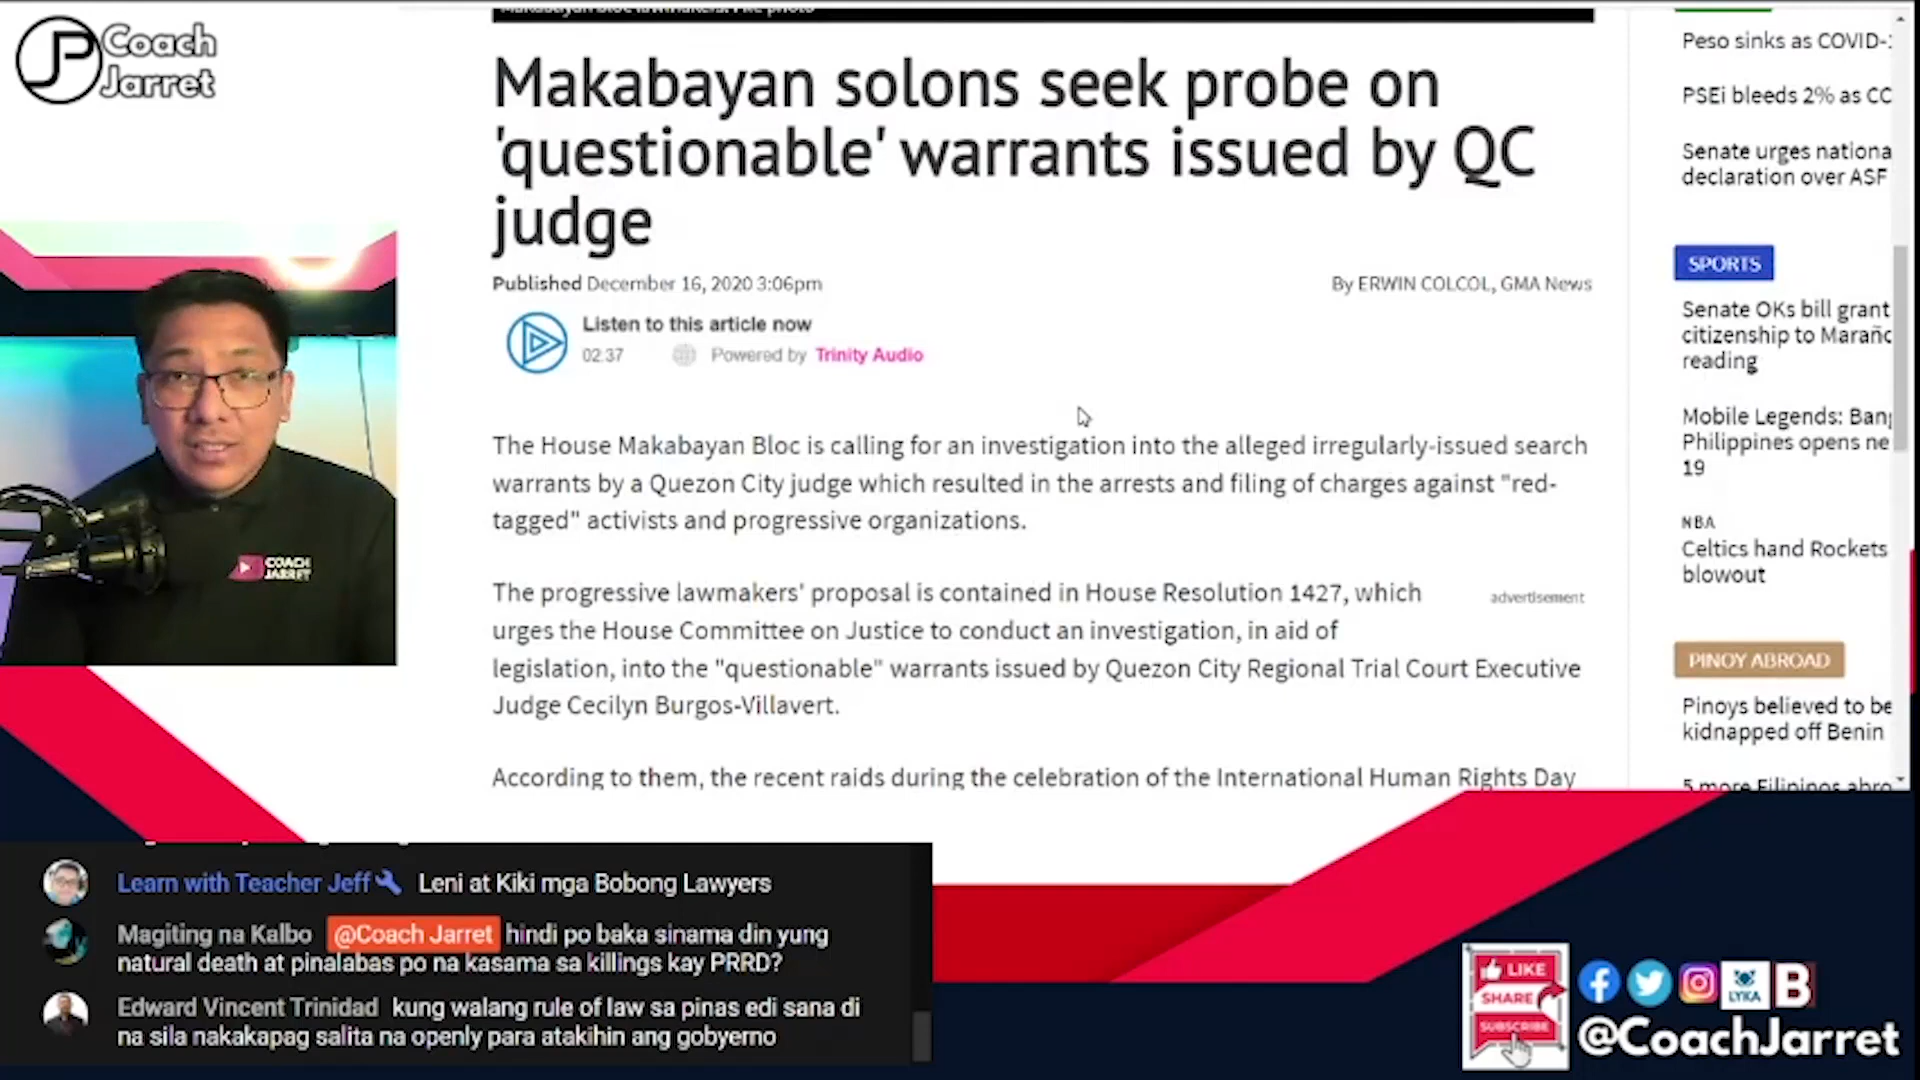 Coach
Jarret
Makabayan Bloc lawmakers. File photo
Makabayan solons seek probe on
'questionable' warrants issued by QC
judge
Published December 16, 2020 3:06pm
By ERWIN COLCOL, GMA News
Listen to this article now
02:37
Powered by Trinity Audio
The House Makabayan Bloc is calling for an investigation into the alleged irregularly-issued search
warrants by a Quezon City judge which resulted in the arrests and filing of charges against "red-
tagged" activists and progressive organizations.
The progressive lawmakers' proposal is contained in House Resolution 1427, which
advertisement
urges the House Committee on Justice to conduct an investigation, in aid of
legislation, into the "questionable" warrants issued by Quezon City Regional Trial Court Executive
Judge Cecilyn Burgos-Villavert.
According to them, the recent raids during the celebration of the International Human Rights Day
Peso sinks as COVID-
PSEi bleeds 2% as CO
Senate urges nationa
declaration over ASF
SPORTS
Senate OKs bill grant
citizenship to Maraño
reading
Mobile Legends: Bang
Philippines opens ne
19
NBA
Celtics hand Rockets
blowout
PINOY ABROAD
Pinoys believed to be
kidnapped off Benin
5 more Filipinos abro
COACH
JARRET
Learn with Teacher Jeff Leni at Kiki mga Bobong Lawyers
Magiting na Kalbo @Coach Jarret hindi po baka sinama din yung
natural death at pinalabas po na kasama sa killings kay PRRD?
Edward Vincent Trinidad kung walang rule of law sa pinas edi sana di
na sila nakakapag salita na openly para atakihin ang gobyerno
LIKE
SHARE
SUBSCRIBE
LYKA
B
@CoachJarret